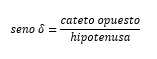 seno δ = cateto opuesto / hipotenusa